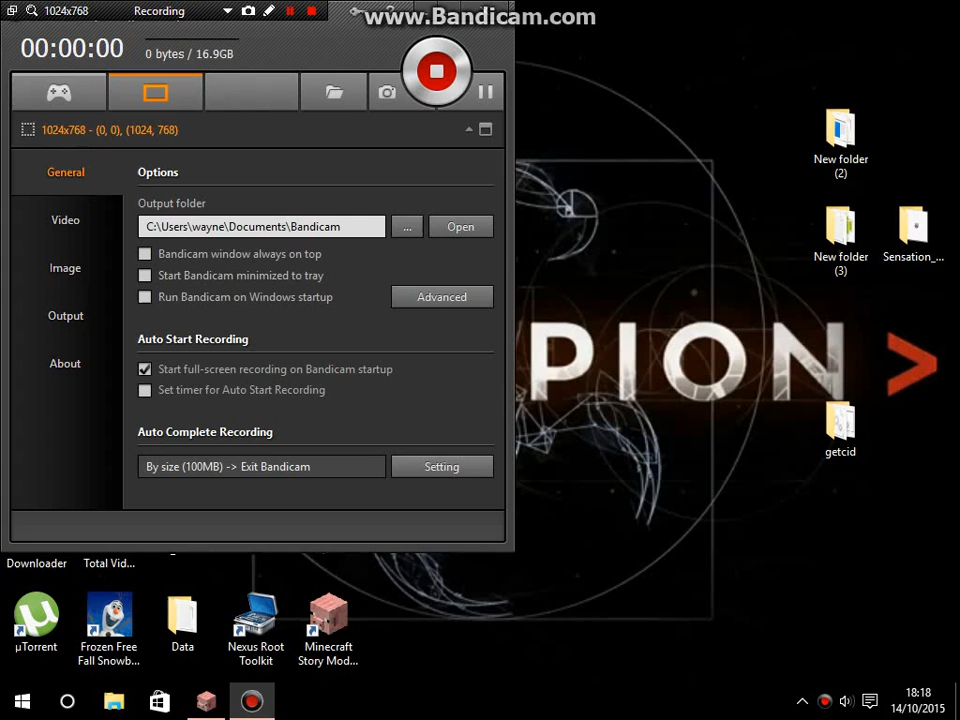 1024x768
Recording
www.Bandicam.com
00:00:00
0 bytes / 16.9GB
1024x768 - (0, 0), (1024, 768)
General
Video
Image
Output
About
Options
Output folder
C:\Users\wayne\Documents\Bandicam
...
Open
Bandicam window always on top
Start Bandicam minimized to tray
Run Bandicam on Windows startup
Advanced
Auto Start Recording
Start full-screen recording on Bandicam startup
Set timer for Auto Start Recording
Auto Complete Recording
By size (100MB) -> Exit Bandicam
Setting
New folder
(2)
New folder
(3)
Sensation_...
PION >
getcid
Downloader
Total Vid...
µTorrent
Frozen Free
Fall Snowb...
Data
Nexus Root
Toolkit
Minecraft
Story Mod...
18:18
14/10/2015